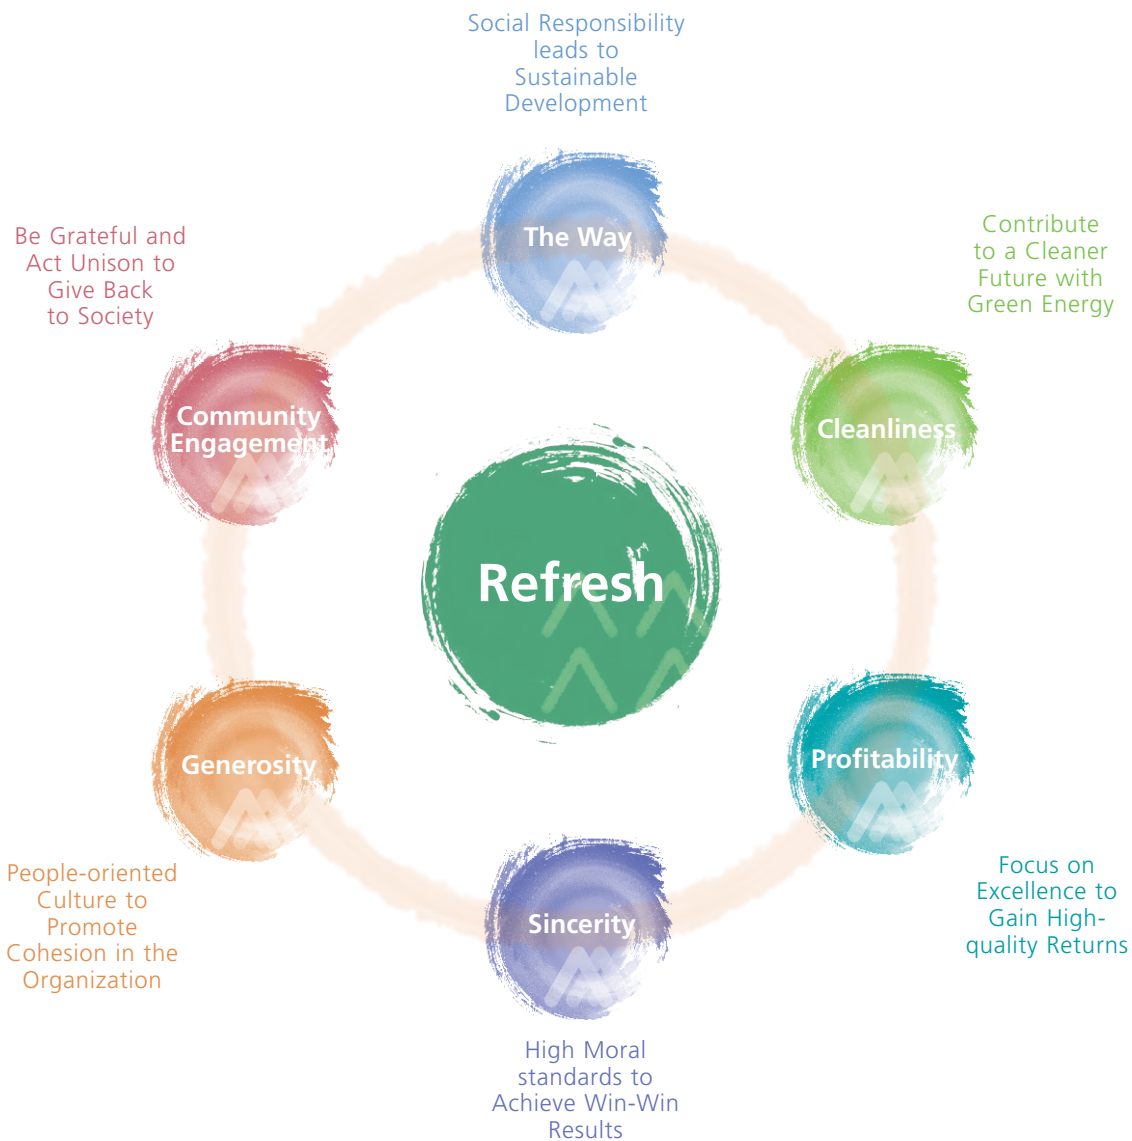 Social Responsibility
leads to
Sustainable
Development
The Way
Contribute
to a Cleaner
Future with
Green Energy
Cleanliness
Profitability
Focus on
Excellence to
Gain High-
quality Returns
Sincerity
High Moral
standards to
Achieve Win-Win
Results
Generosity
People-oriented
Culture to
Promote
Cohesion in the
Organization
Be Grateful and
Act Unison to
Give Back
to Society
Community
Engagement
Refresh